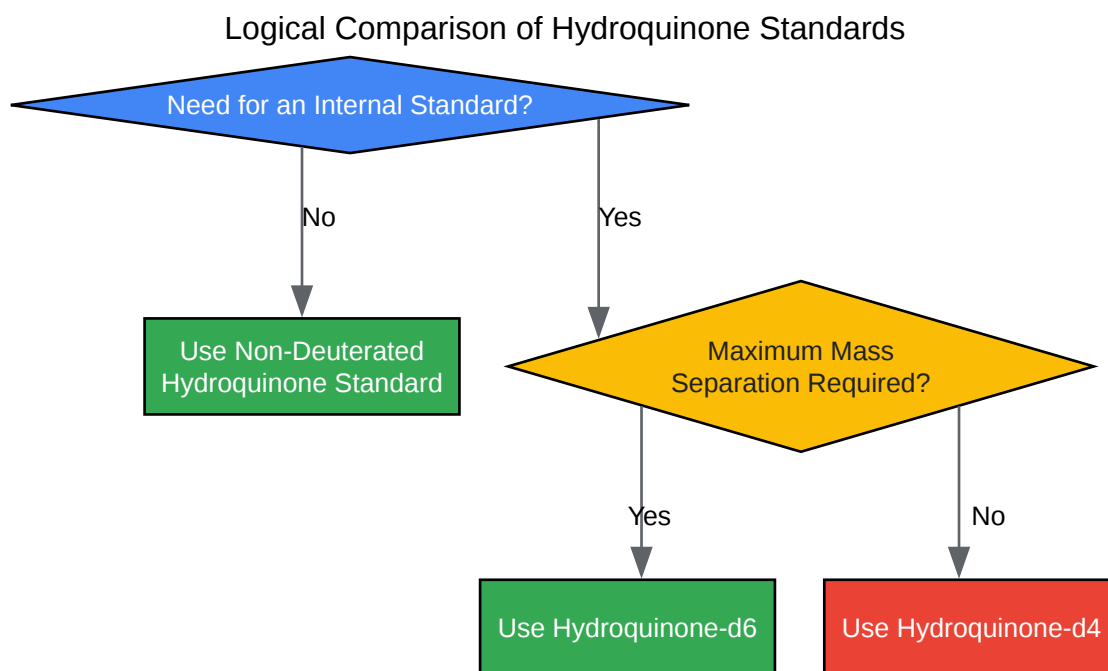 Logical Comparison of Hydroquinone Standards
Need for an Internal Standard?
No
Yes
Use Non-Deuterated
Hydroquinone Standard
Maximum Mass
Separation Required?
Yes
No
Use Hydroquinone-d6
Use Hydroquinone-d4